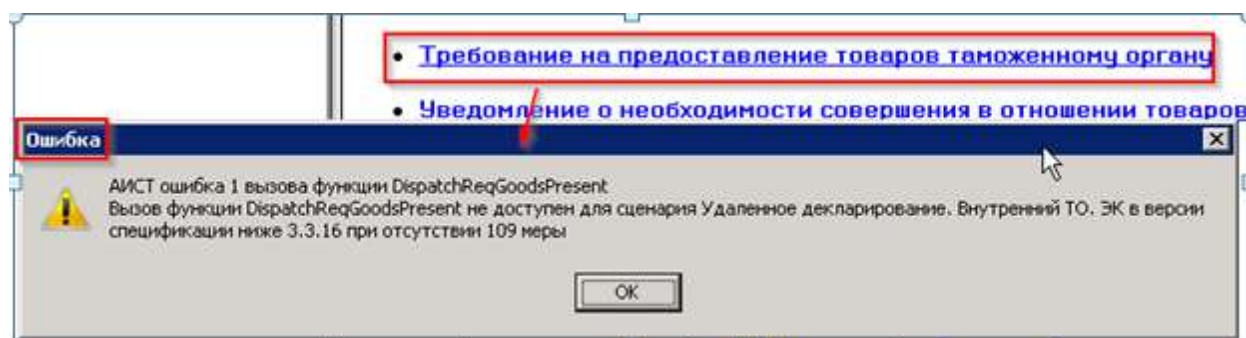 Требование на предоставление товаров таможенному органу
Уведомление о необходимости совершения в отношении товаров
Ошибка
АИСТ ошибка 1 вызова функции DispatchReqGoodsPresent
Вызов функции DispatchReqGoodsPresent не доступен для сценария Удаленное декларирование. Внутренний ТО. ЭК в версии
спецификации ниже 3.3.16 при отсутствии 109 меры
OK